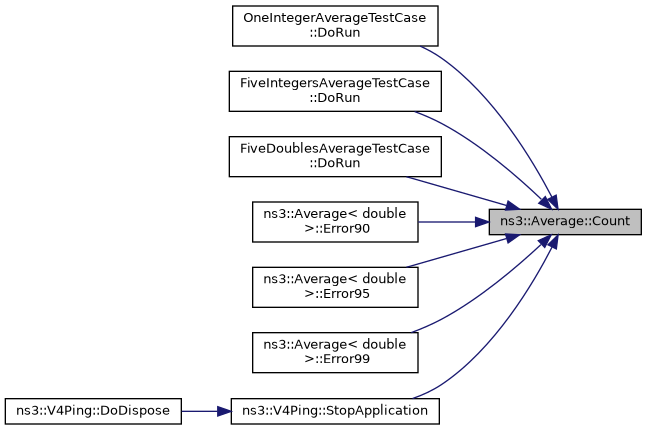 OneIntegerAverageTestCase
::DoRun
FiveIntegersAverageTestCase
::DoRun
FiveDoublesAverageTestCase
::DoRun
ns3::Average::Count
ns3::Average< double
>::Error90
ns3::Average< double
>::Error95
ns3::Average< double
>::Error99
ns3::V4Ping::DoDispose
ns3::V4Ping::StopApplication